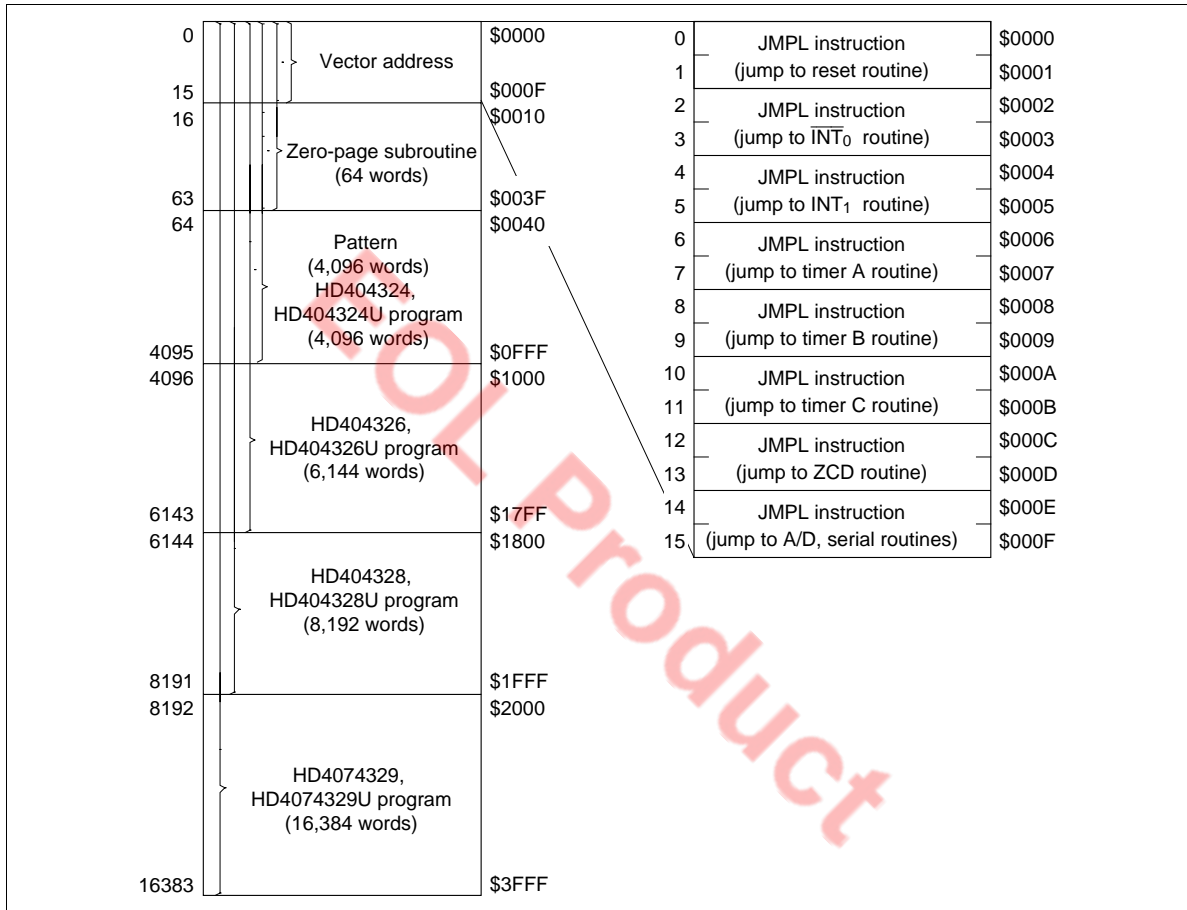 0 $0000
Vector address
15 $000F
16 $0010
Zero-page subroutine
(64 words)
63 $003F
64 $0040
Pattern
(4,096 words)
HD404324,
HD404324U program
(4,096 words)
4095 $0FFF
4096 $1000
HD404326,
HD404326U program
(6,144 words)
6143 $17FF
6144 $1800
HD404328,
HD404328U program
(8,192 words)
8191 $1FFF
8192 $2000
HD4074329,
HD4074329U program
(16,384 words)
16383 $3FFF
0 JMPL instruction $0000
1 (jump to reset routine) $0001
2 JMPL instruction $0002
3 (jump to I̅N̅T̅₀ routine) $0003
4 JMPL instruction $0004
5 (jump to INT₁ routine) $0005
6 JMPL instruction $0006
7 (jump to timer A routine) $0007
8 JMPL instruction $0008
9 (jump to timer B routine) $0009
10 JMPL instruction $000A
11 (jump to timer C routine) $000B
12 JMPL instruction $000C
13 (jump to ZCD routine) $000D
14 JMPL instruction $000E
15 (jump to A/D, serial routines) $000F
EOL Product